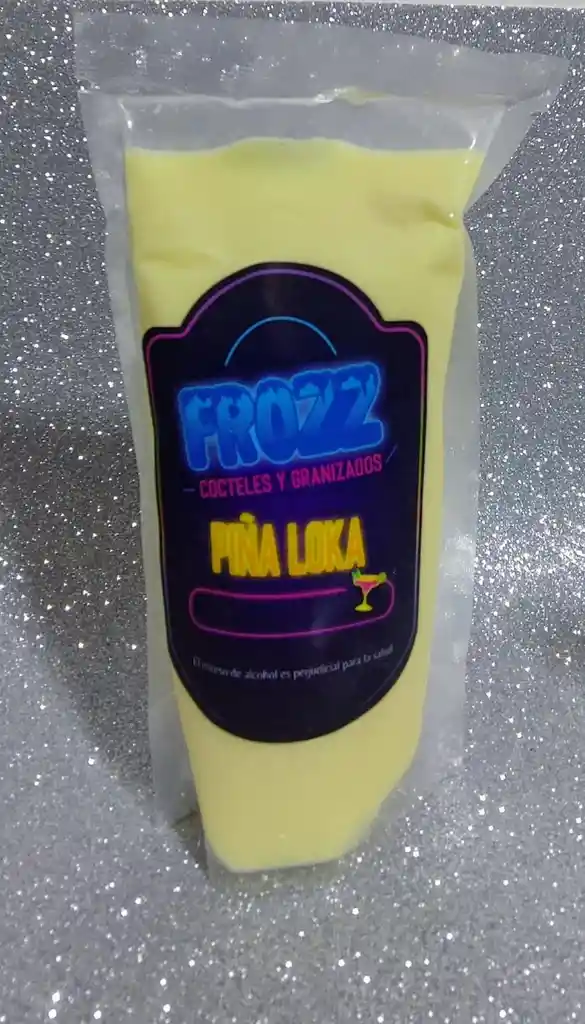 FROZZ
COCTELES Y GRANIZADOS
PIÑA LOKA
El exceso de alcohol es perjudicial para la salud